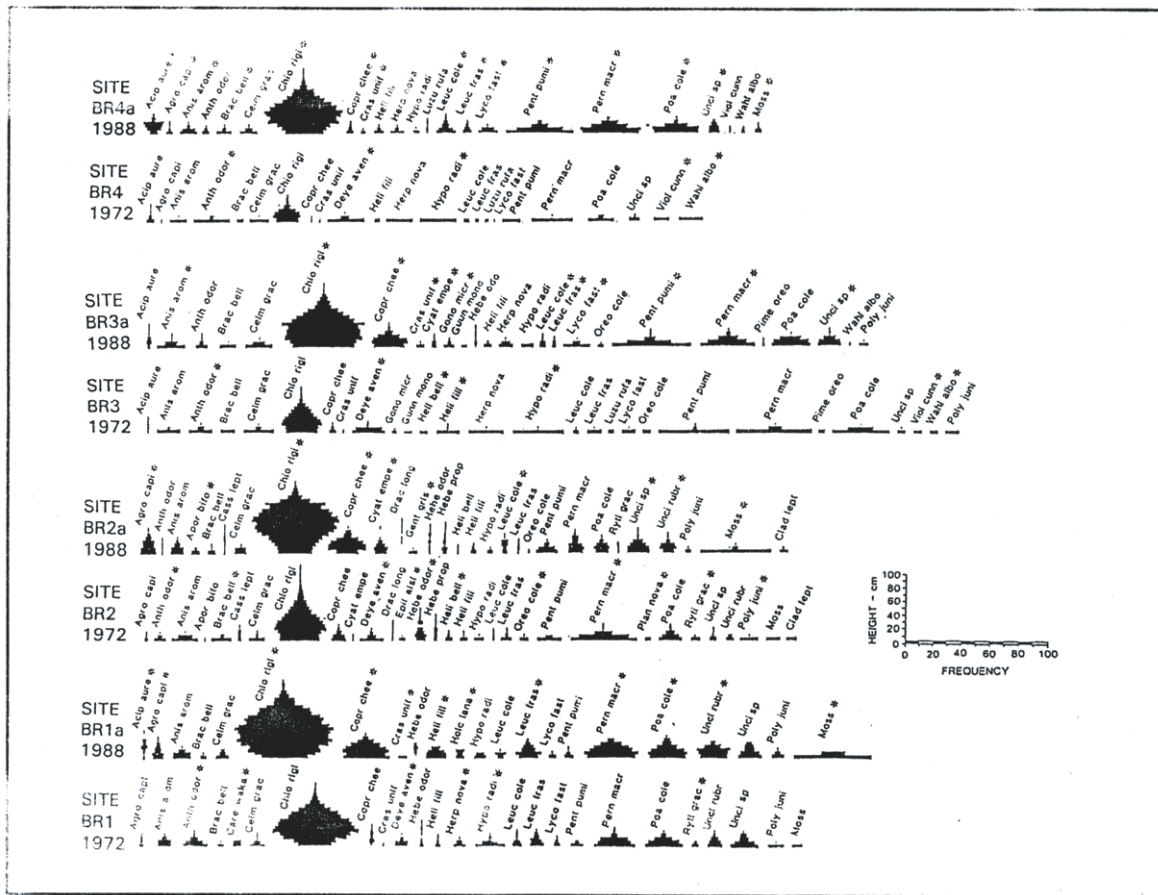 SITE BR4a 1988
Acip aure * Agro capi * Anis arom * Anth odor Brac bell * Celm grac Chio rigi * Copr chee * Cras unif * Heli fili Herp nova Hypo radi Luzu rufa Leuc cole * Leuc fras * Lyco fast * Pent pumi * Pern macr * Poa cole * Unci sp * Viol cunn Wahl albo Moss *
SITE BR4 1972
Acip aure Agro capi Anis arom Anth odor * Brac bell Celm grac Chio rigi Copr chee Cras unif Deye aven * Heli fili Herp nova Hypo radi * Leuc cole Leuc fras Luzu rufa Lyco fast Pent pumi Pern macr Poa cole Unci sp Viol cunn * Wahl albo *
SITE BR3a 1988
Acip aure Anis arom * Anth odor Brac bell Celm grac Chio rigi * Copr chee * Cras unif * Cyat empe * Gono micr * Gunn mono Hebe odo Heli fili Herp nova Hypo radi Leuc cole * Leuc fras * Lyco fast * Oreo cole Pent pumi * Pern macr * Pime oreo Poa cole Unci sp * Wahl albo Poly juni
SITE BR3 1972
Acip aure Anis arom Anth odor * Brac bell Celm grac Chio rigi Copr chee Cras unif Deye aven * Gono micr Gunn mono Heli bell * Heli fili * Herp nova Hypo radi * Leuc cole Leuc fras Luzu rufa Lyco fast Oreo cole Pent pumi Pern macr Pime oreo Poa cole Unci sp Viol cunn * Wahl albo * Poly juni
SITE BR2a 1988
Agro capi * Anth odor Anis arom Apor bifo * Brac bell Cass lept Celm grac Chio rigi * Copr chee * Cyat empe * Drac long Gent gris * Hebe odor Hebe prop Heli bell Heli fili Hypo radi Leuc cole * Leuc fras Oreo cole Pent pumi Pern macr Poa cole Rytl grac Unci sp * Unci rubr * Poly juni Moss * Clad lept
SITE BR2 1972
Agro capi Anth odor * Anis arom Apor bifo Brac bell * Cass lept Celm grac Chio rigi Copr chee Cyat empe Deye aven * Drac long Epil alsi * Hebe odor * Hebe prop Heli bell * Heli fili Hypo radi Leuc cole Leuc fras Oreo cole * Pent pumi Pern macr * Plan nova * Poa cole Rytl grac * Unci sp Unci rubr Poly juni * Moss Clad lept
HEIGHT - cm
100
80
60
40
20
0
0 20 40 60 80 100
FREQUENCY
SITE BR1a 1988
Acip aure * Agro capi * Anis arom Brac bell Celm grac Chio rigi * Copr chee * Cras unif * Hebe odor Heli fili * Holc lana * Hypo radi Leuc cole Leuc fras * Lyco fast Pent pumi Pern macr * Poa cole * Unci rubr * Unci sp Poly juni Moss *
SITE BR1 1972
Agro capi Anis arom Anth odor * Brac bell Care waka * Celm grac Chio rigi Copr chee Cras unif Deye aven * Hebe odor Heli fili Herp nova * Hypo radi * Leuc cole Leuc fras Lyco fast Pent pumi Pern macr Poa cole Rytl grac * Unci rubr Unci sp Poly juni Moss